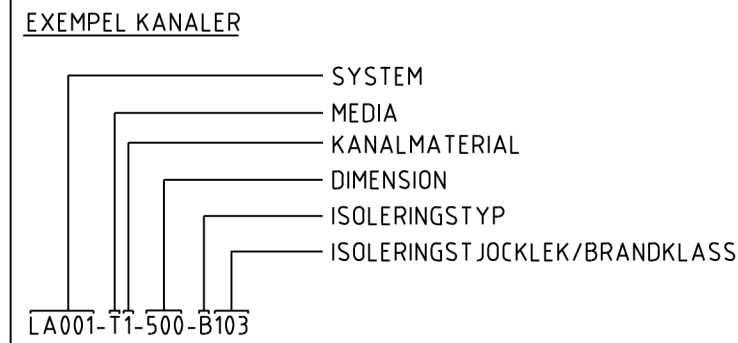 EXEMPEL KANALER
SYSTEM
MEDIA
KANALMATERIAL
DIMENSION
ISOLERINGSTYP
ISOLERINGSTJOCKLEK/BRANDKLASS
LA001-T1-500-B103